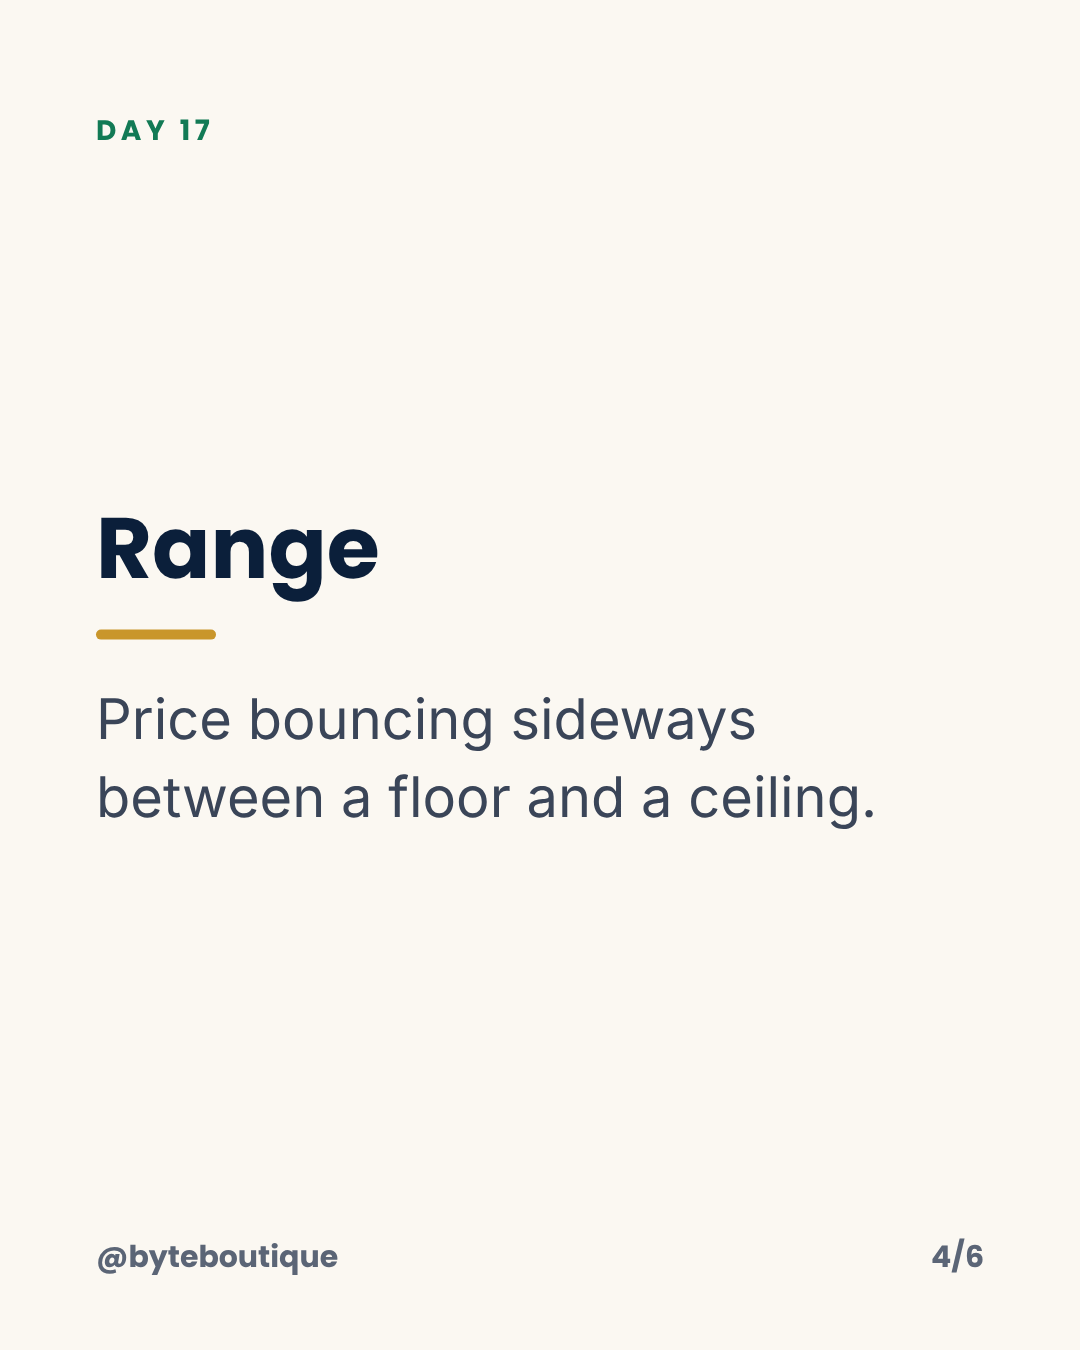 DAY 17
Range
Price bouncing sideways
between a floor and a ceiling.
@byteboutique
4/6